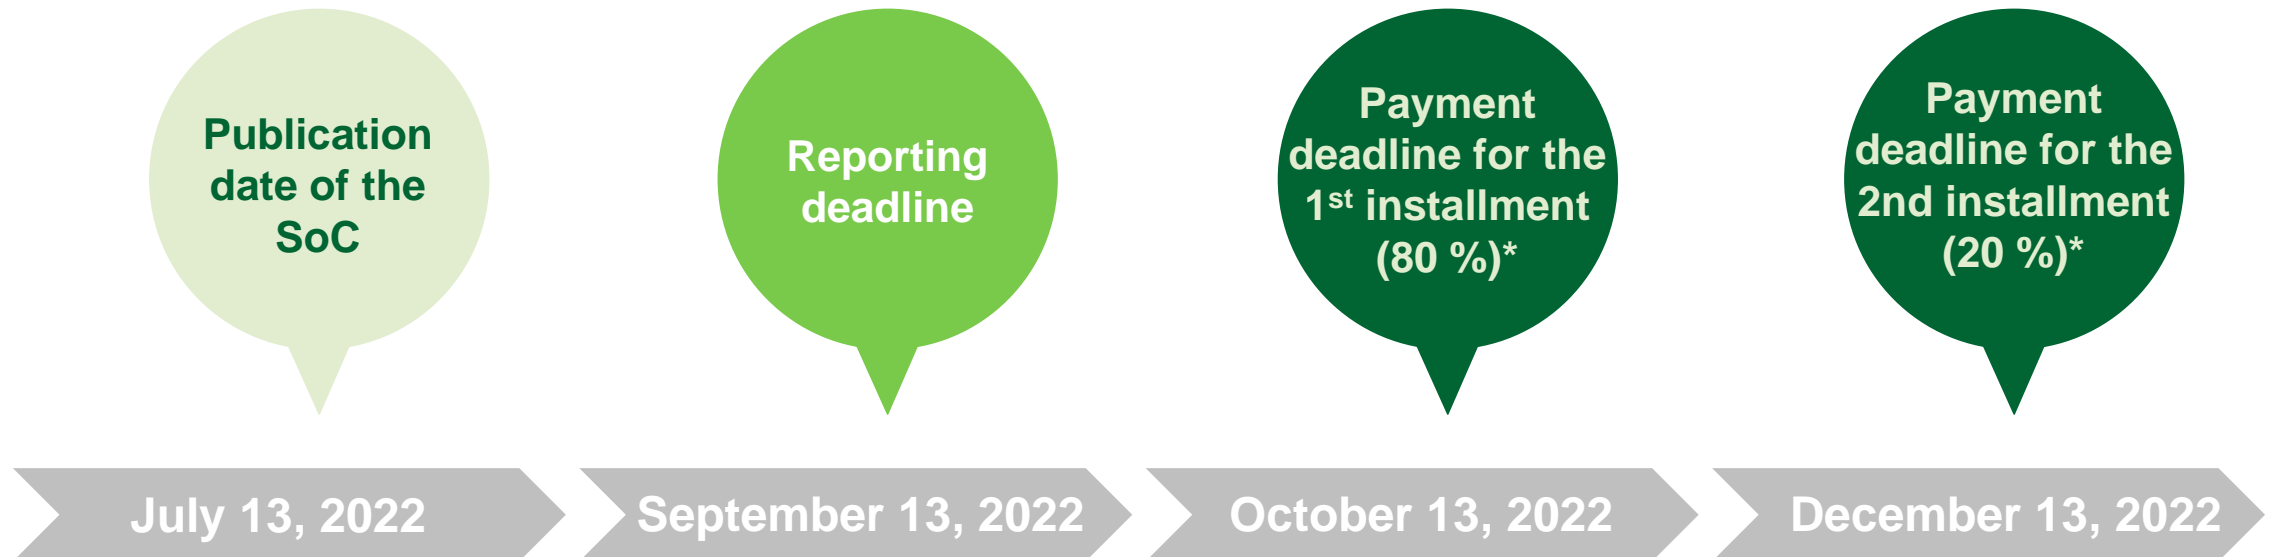 Publication
date of the
SoC
Reporting
deadline
Payment
deadline for the
1st installment
(80 %)*
Payment
deadline for the
2nd installment
(20 %)*
July 13, 2022
September 13, 2022
October 13, 2022
December 13, 2022